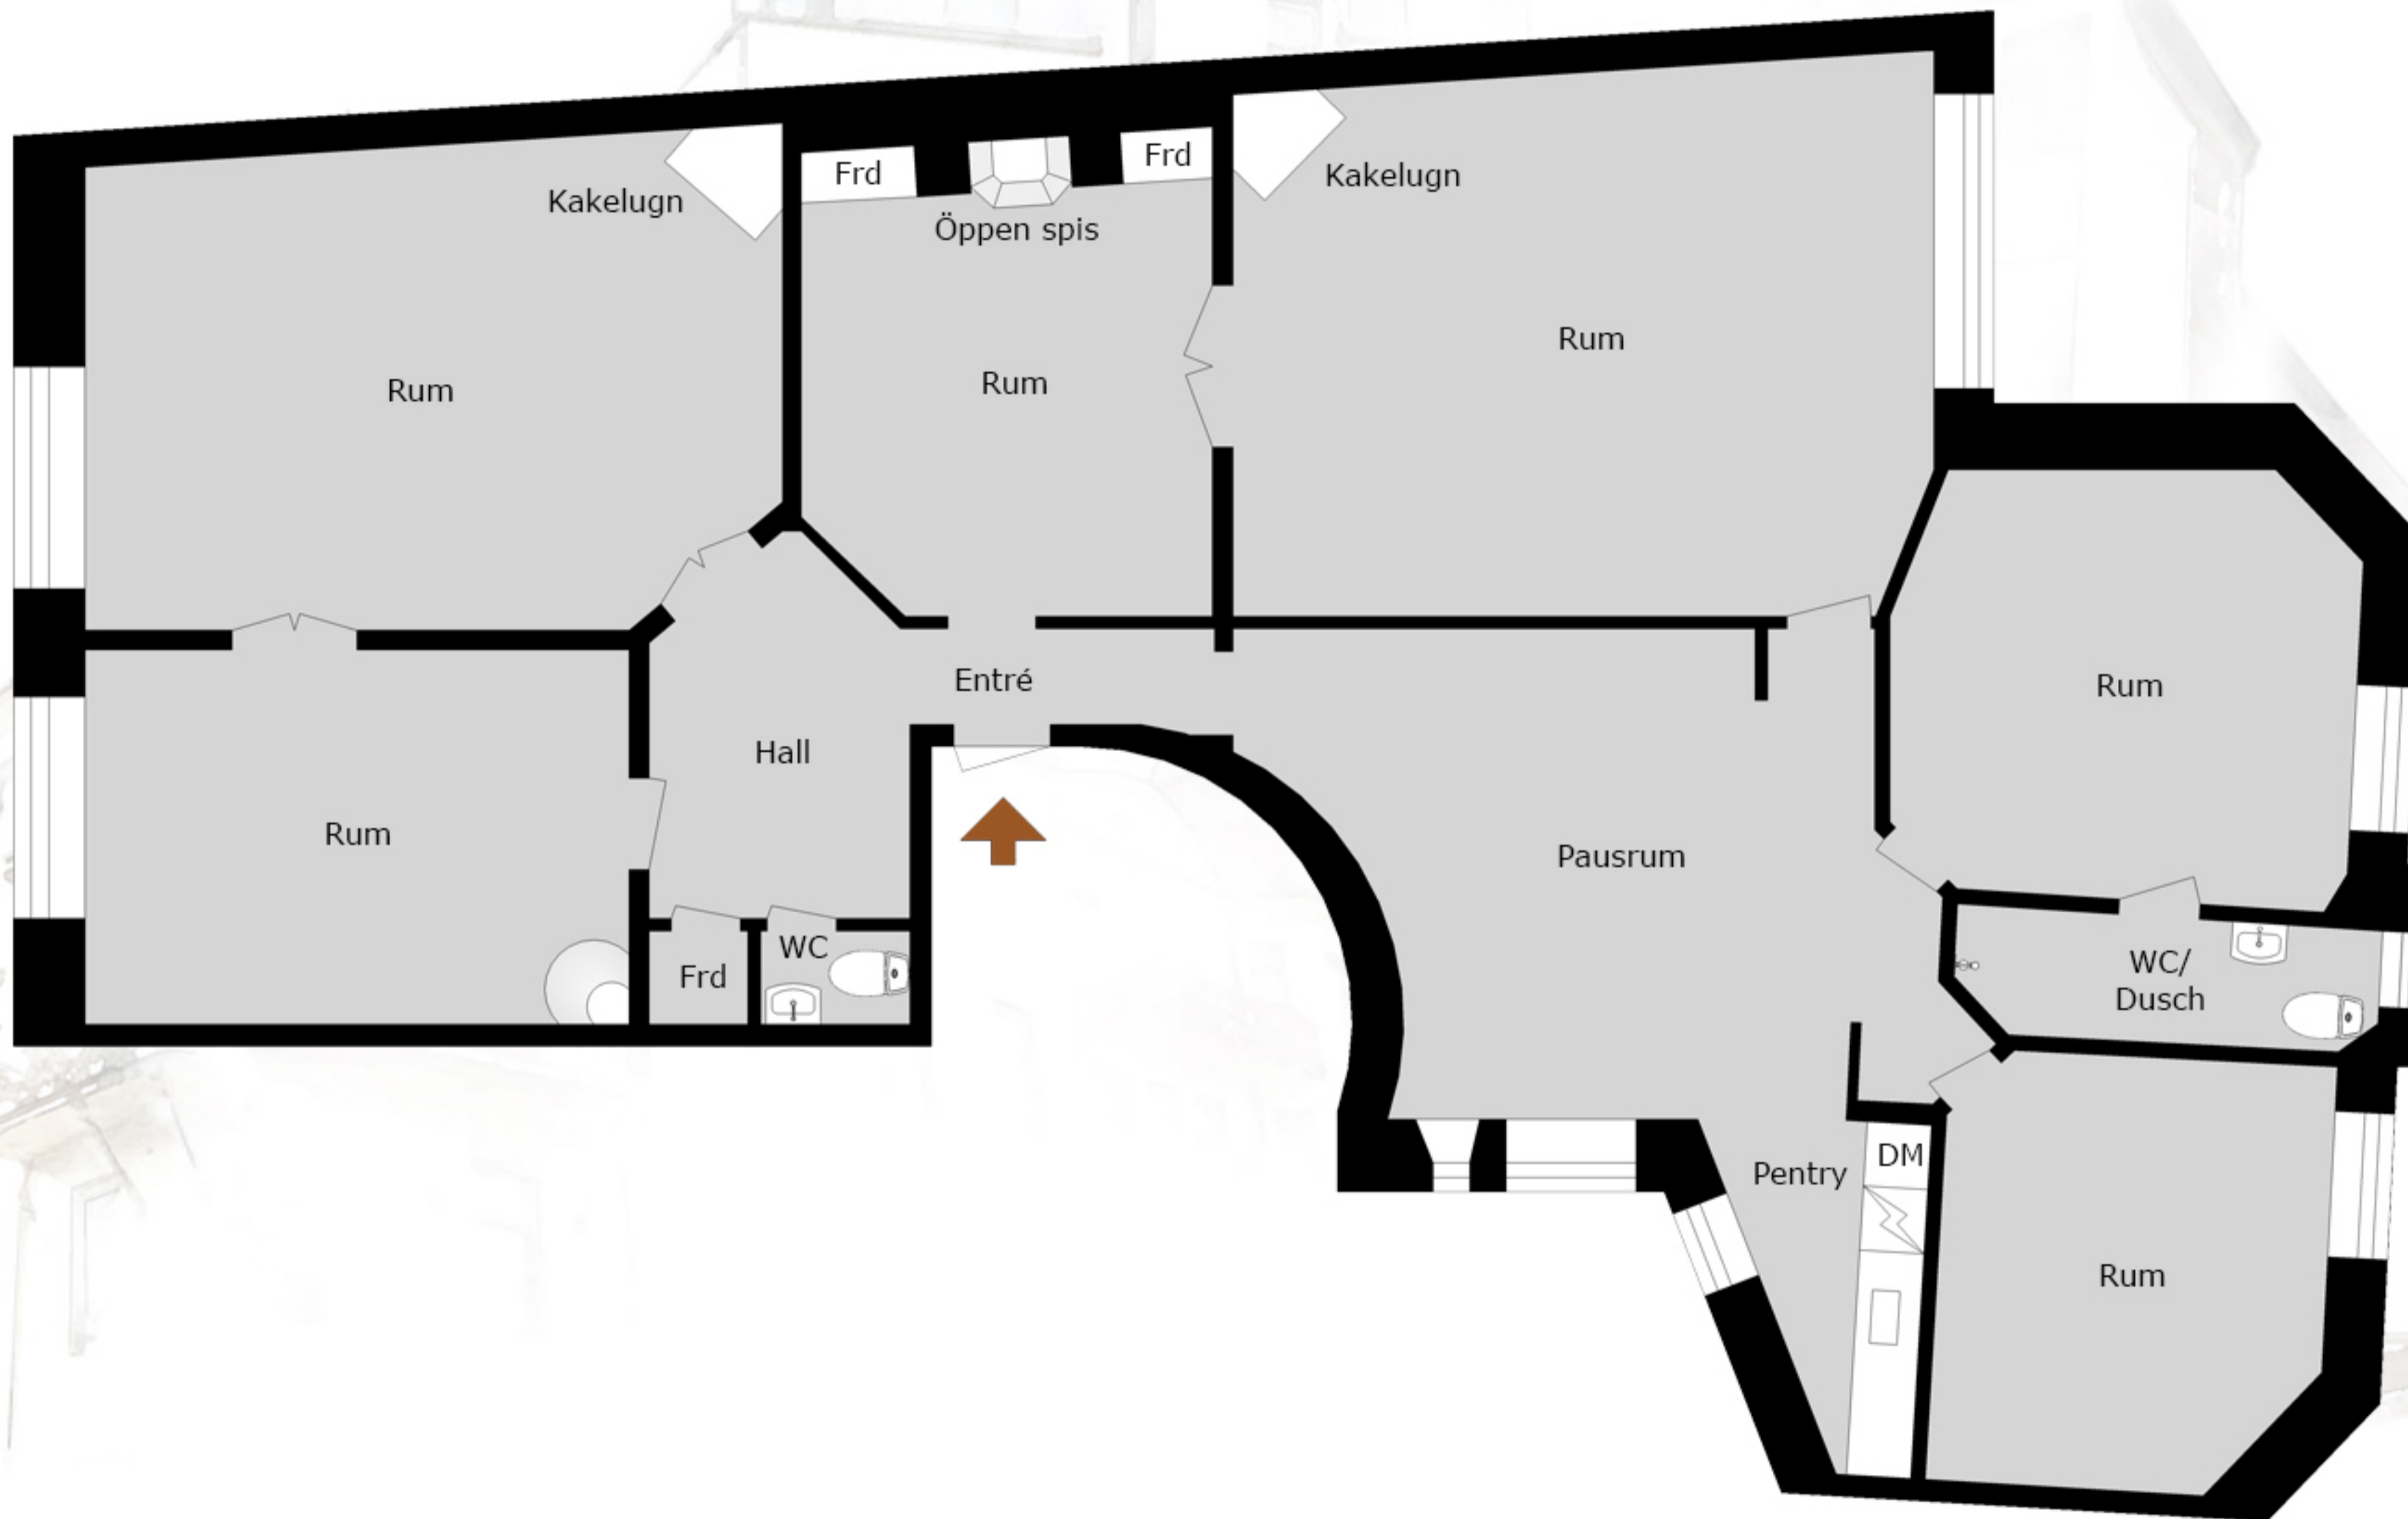 Frd
Frd
Kakelugn
Kakelugn
Öppen spis
Rum
Rum
Rum
Entré
Rum
Hall
Rum
Pausrum
WC
Frd
WC/
Dusch
DM
Pentry
Rum